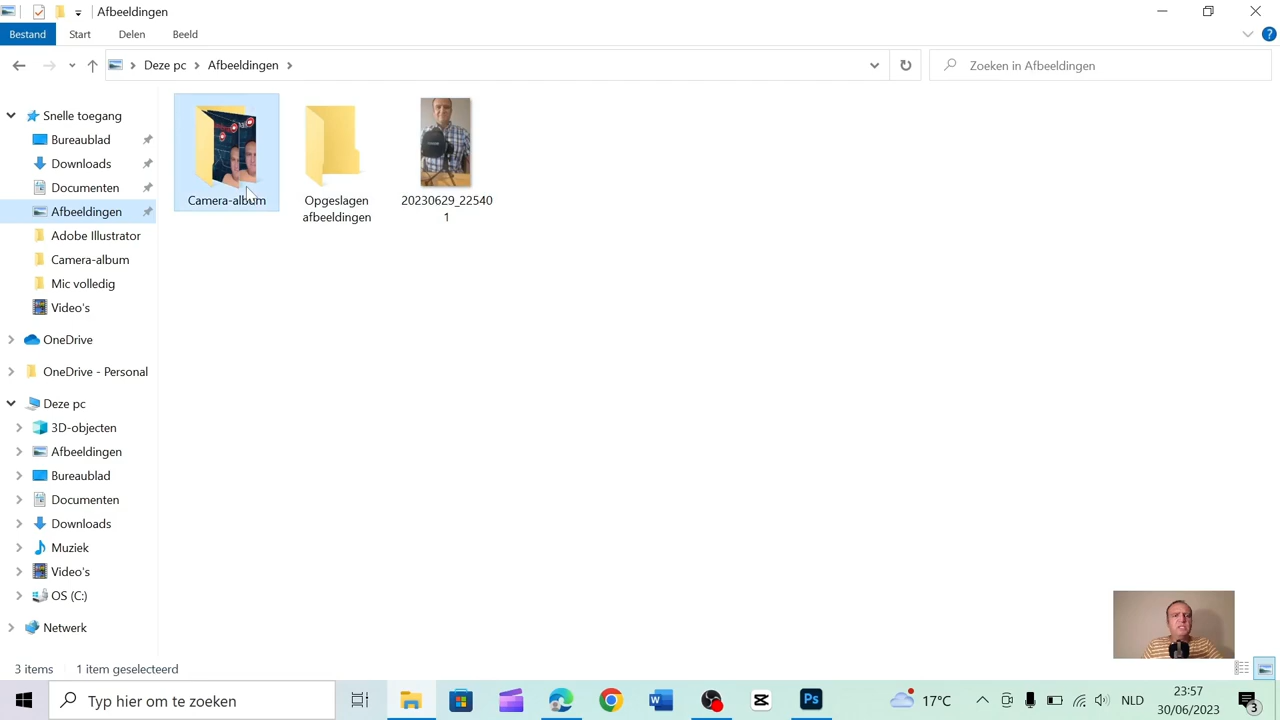 Afbeeldingen
Bestand
Start
Delen
Beeld
Deze pc
Afbeeldingen
Zoeken in Afbeeldingen
Snelle toegang
Bureaublad
Downloads
Documenten
Afbeeldingen
Adobe Illustrator
Camera-album
Mic volledig
Video's
OneDrive
OneDrive - Personal
Deze pc
3D-objecten
Afbeeldingen
Bureaublad
Documenten
Downloads
Muziek
Video's
OS (C:)
Netwerk
Camera-album
Opgeslagen
afbeeldingen
20230629_22540
1
3 items
1 item geselecteerd
Typ hier om te zoeken
Ps
17°C
NLD
23:57
30/06/2023
3